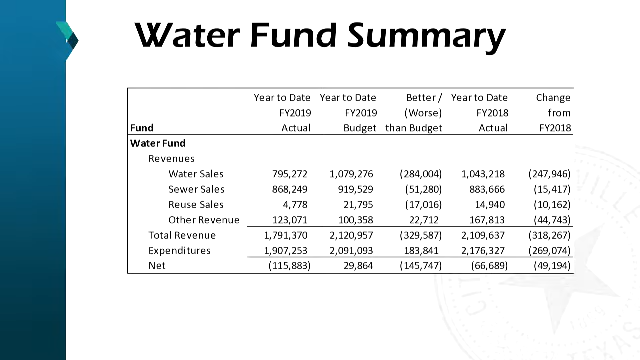 Water Fund Summary
Year to Date Year to Date Better / Year to Date Change
FY2019 FY2019 (Worse) FY2018 from
Fund Actual Budget than Budget Actual FY2018
Water Fund
Revenues
Water Sales 795,272 1,079,276 (284,004) 1,043,218 (247,946)
Sewer Sales 868,249 919,529 (51,280) 883,666 (15,417)
Reuse Sales 4,778 21,795 (17,016) 14,940 (10,162)
Other Revenue 123,071 100,358 22,712 167,813 (44,743)
Total Revenue 1,791,370 2,120,957 (329,587) 2,109,637 (318,267)
Expenditures 1,907,253 2,091,093 183,841 2,176,327 (269,074)
Net (115,883) 29,864 (145,747) (66,689) (49,194)